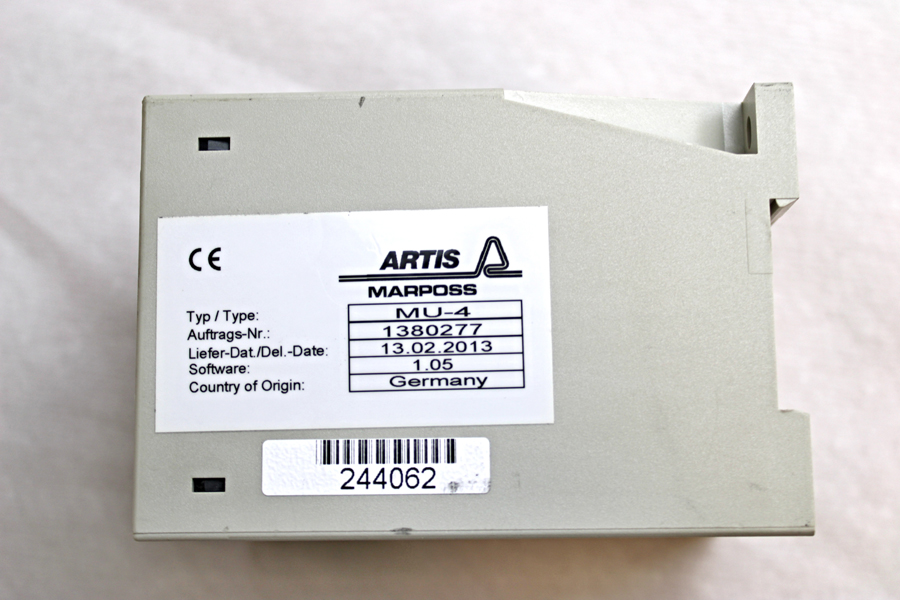 CE
ARTIS
MARPOSS
Typ / Type: MU-4
Auftrags-Nr.: 1380277
Liefer-Dat./Del.-Date: 13.02.2013
Software: 1.05
Country of Origin: Germany
244062